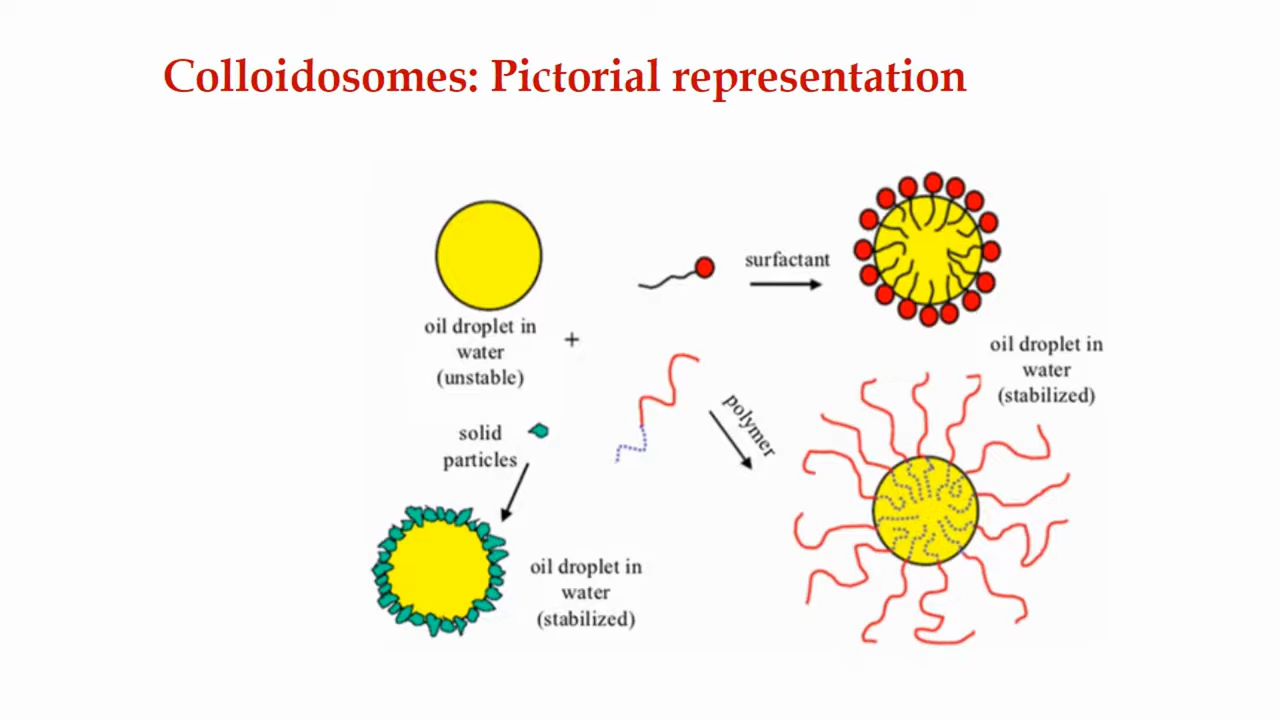 Colloidosomes: Pictorial representation
oil droplet in
water
(unstable)
+
surfactant
oil droplet in
water
(stabilized)
polymer
solid
particles
oil droplet in
water
(stabilized)